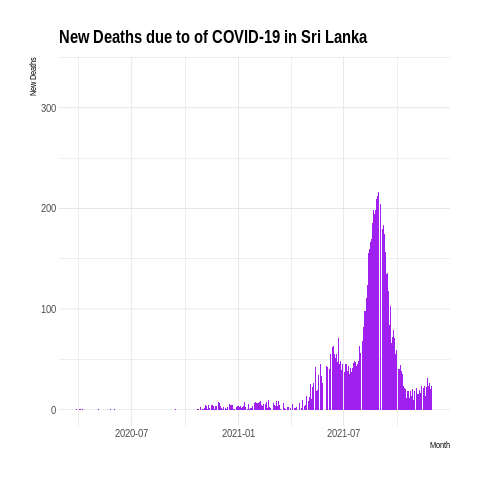 New Deaths due to of COVID-19 in Sri Lanka
New Deaths
300
200
100
0
2020-07
2021-01
2021-07
Month